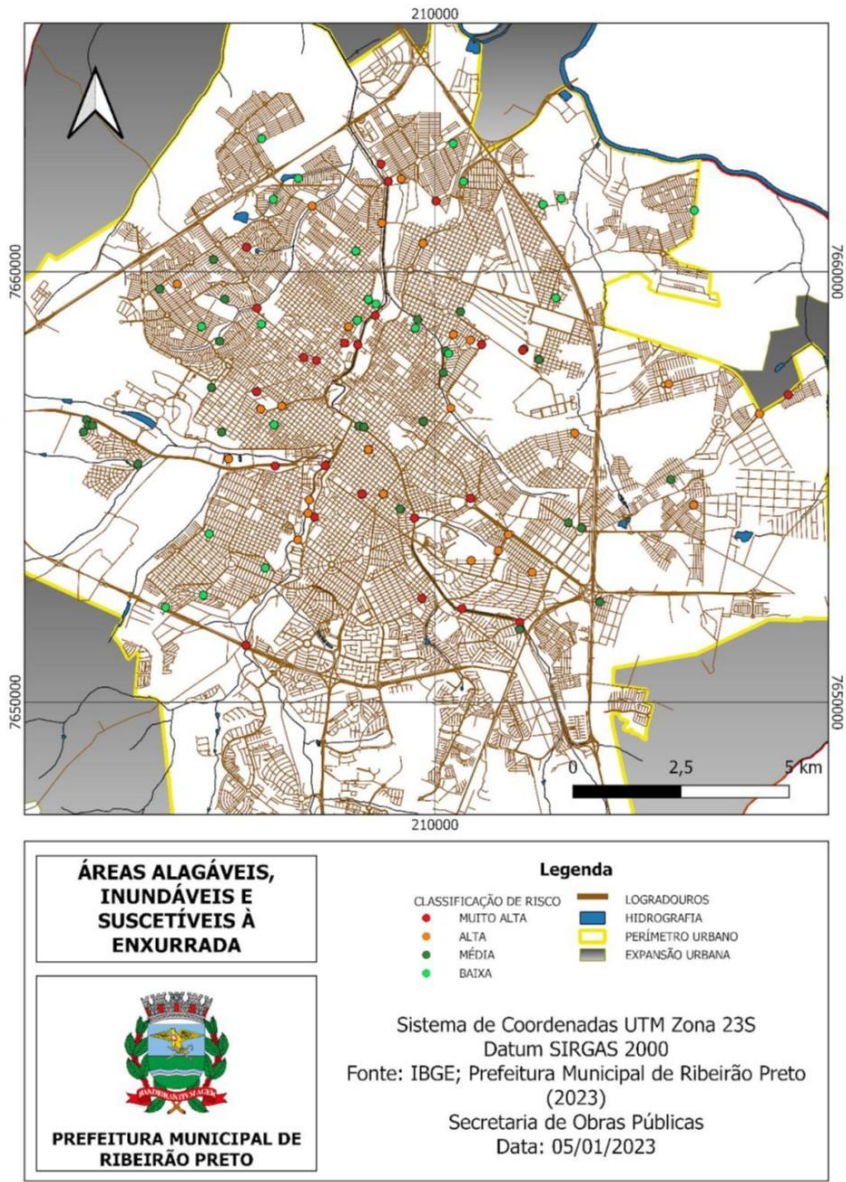 210000
7660000
7660000
7650000
7650000
0 2,5 5 km
210000
ÁREAS ALAGÁVEIS,
INUNDÁVEIS E
SUSCETÍVEIS À
ENXURRADA
Legenda
CLASSIFICAÇÃO DE RISCO
MUITO ALTA
ALTA
MÉDIA
BAIXA
LOGRADOUROS
HIDROGRAFIA
PERÍMETRO URBANO
EXPANSÃO URBANA
PREFEITURA MUNICIPAL DE
RIBEIRÃO PRETO
Sistema de Coordenadas UTM Zona 23S
Datum SIRGAS 2000
Fonte: IBGE; Prefeitura Municipal de Ribeirão Preto
(2023)
Secretaria de Obras Públicas
Data: 05/01/2023